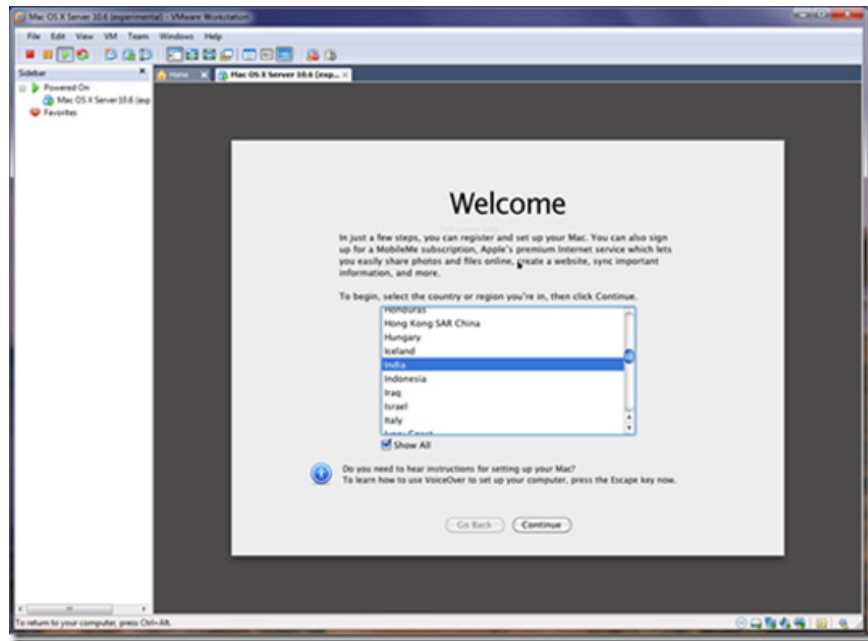 Mac OS X Server 10.6 (experimental) - VMware Workstation
File Edit View VM Team Windows Help
Sidebar
Home
Mac OS X Server 10.6 (exp...
Powered On
Mac OS X Server 10.6 (exp
Favorites
Welcome
In just a few steps, you can register and set up your Mac. You can also sign
up for a MobileMe subscription, Apple's premium Internet service which lets
you easily share photos and files online, create a website, sync important
information, and more.
To begin, select the country or region you're in, then click Continue.
Honduras
Hong Kong SAR China
Hungary
Iceland
India
Indonesia
Iraq
Israel
Italy
Ivory Coast
Show All
Do you need to hear instructions for setting up your Mac?
To learn how to use VoiceOver to set up your computer, press the Escape key now.
Go Back
Continue
To return to your computer, press Ctrl+Alt.